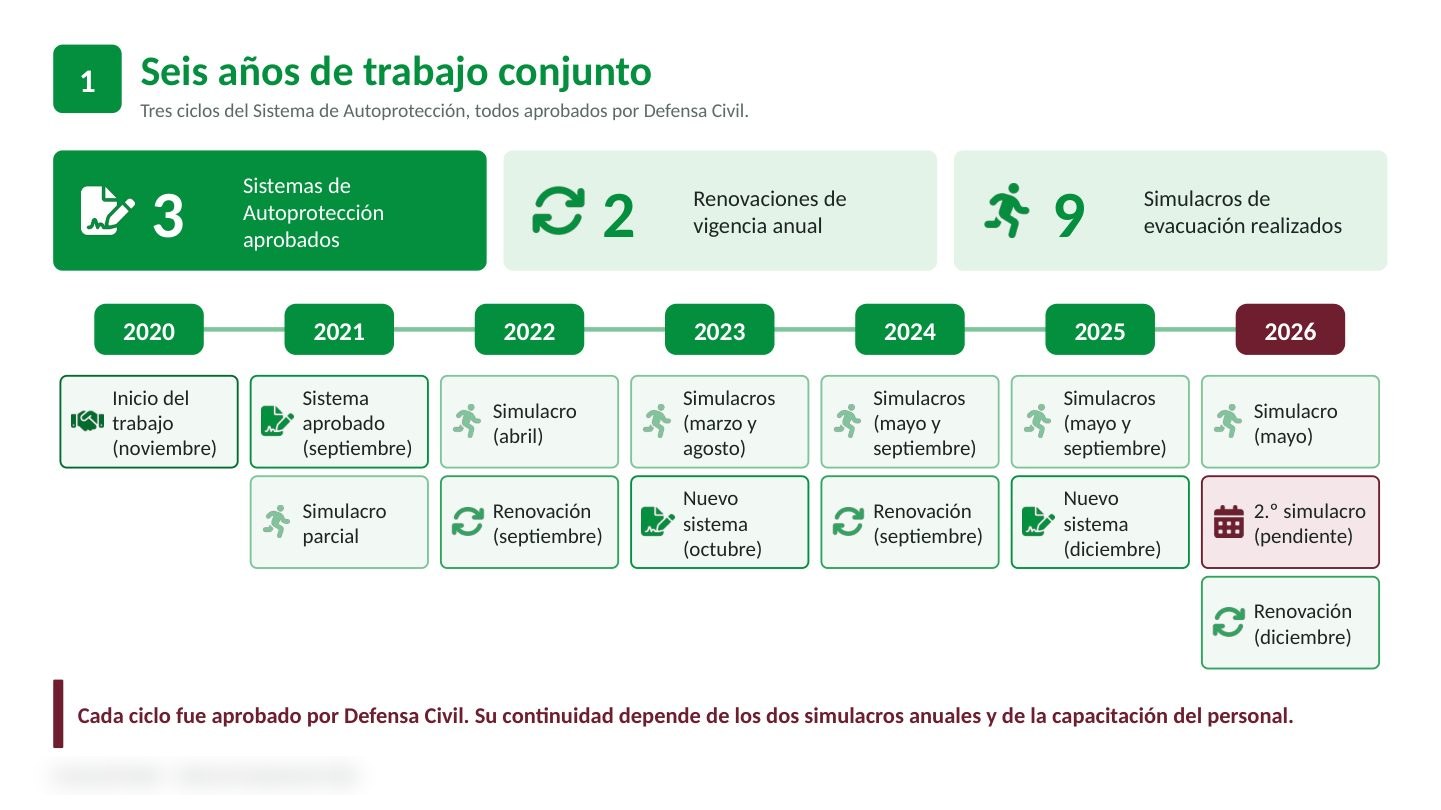 1
Seis años de trabajo conjunto
Tres ciclos del Sistema de Autoprotección, todos aprobados por Defensa Civil.
3
Sistemas de
Autoprotección
aprobados
2
Renovaciones de
vigencia anual
9
Simulacros de
evacuación realizados
2020
2021
2022
2023
2024
2025
2026
Inicio del
trabajo
(noviembre)
Sistema
aprobado
(septiembre)
Simulacro
(abril)
Simulacros
(marzo y
agosto)
Simulacros
(mayo y
septiembre)
Simulacros
(mayo y
septiembre)
Simulacro
(mayo)
Simulacro
parcial
Renovación
(septiembre)
Nuevo
sistema
(octubre)
Renovación
(septiembre)
Nuevo
sistema
(diciembre)
2.º simulacro
(pendiente)
Renovación
(diciembre)
Cada ciclo fue aprobado por Defensa Civil. Su continuidad depende de los dos simulacros anuales y de la capacitación del personal.